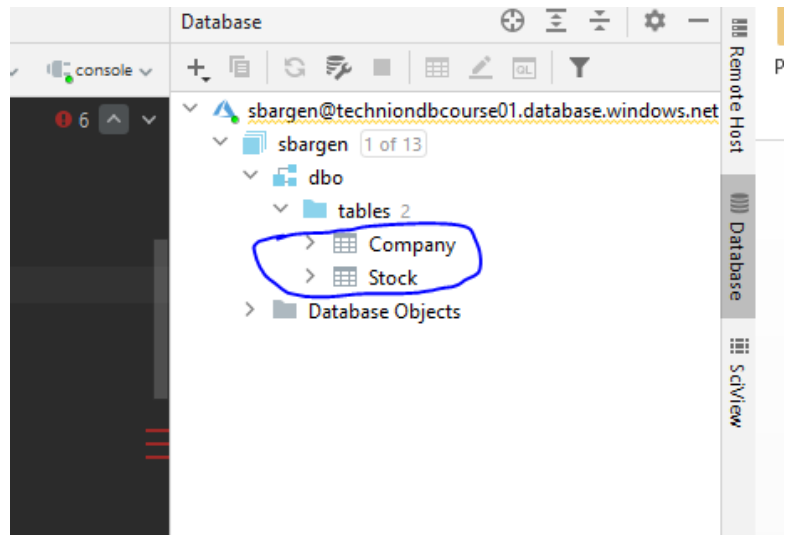 Database
console
6
sbargen@techniondbcourse01.database.windows.net
sbargen 1 of 13
dbo
tables 2
Company
Stock
Database Objects
QL
Remote Host
Database
SciView
P